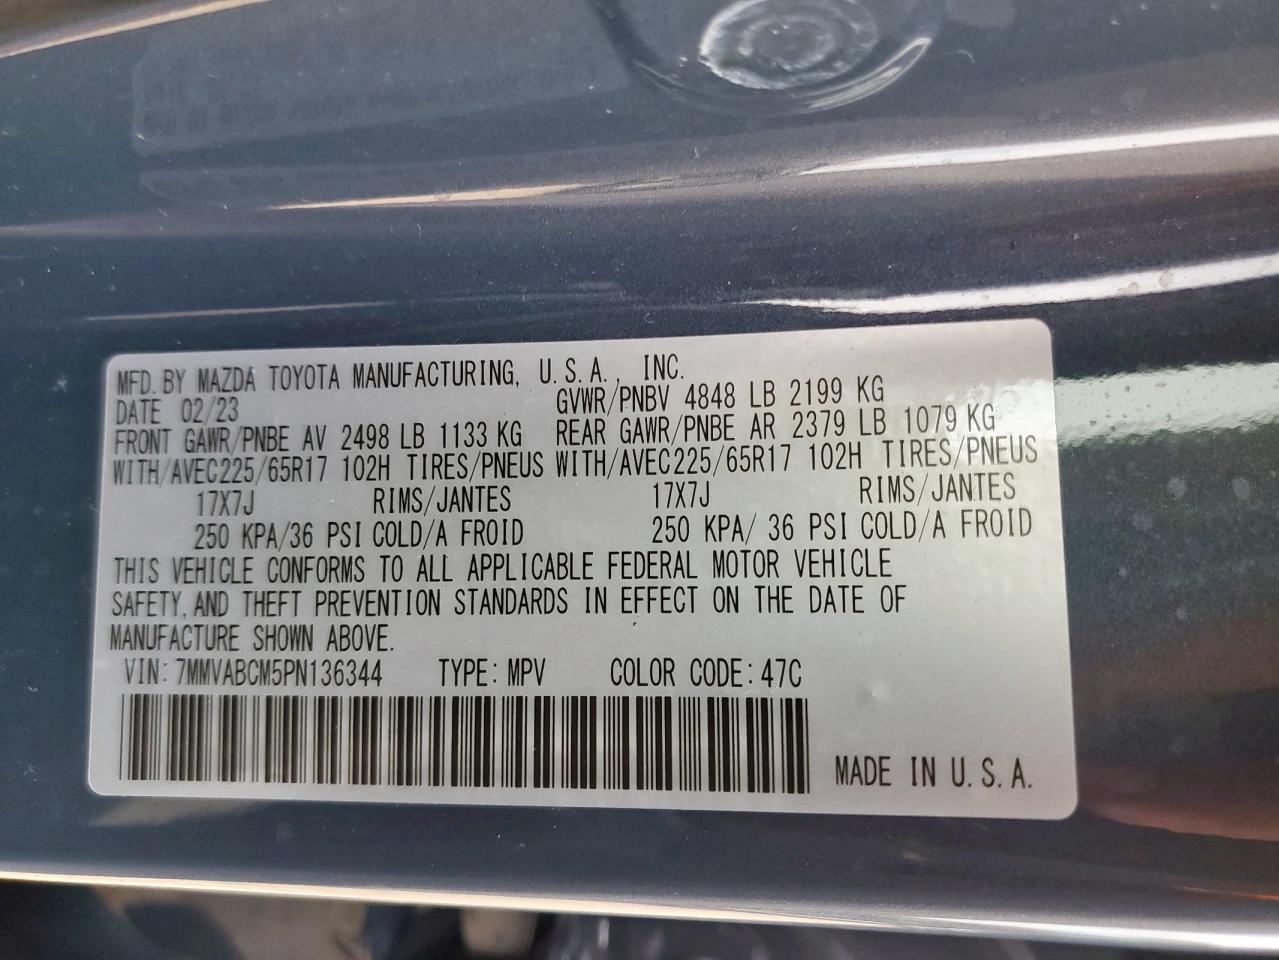 MFD. BY MAZDA TOYOTA MANUFACTURING, U.S.A., INC.
DATE 02/23 GVWR/PNBV 4848 LB 2199 KG
FRONT GAWR/PNBE AV 2498 LB 1133 KG REAR GAWR/PNBE AR 2379 LB 1079 KG
WITH/AVEC225/65R17 102H TIRES/PNEUS WITH/AVEC225/65R17 102H TIRES/PNEUS
17X7J RIMS/JANTES 17X7J RIMS/JANTES
250 KPA/36 PSI COLD/A FROID 250 KPA/ 36 PSI COLD/A FROID
THIS VEHICLE CONFORMS TO ALL APPLICABLE FEDERAL MOTOR VEHICLE
SAFETY, AND THEFT PREVENTION STANDARDS IN EFFECT ON THE DATE OF
MANUFACTURE SHOWN ABOVE.
VIN: 7MMVABCM5PN136344 TYPE: MPV COLOR CODE: 47C
MADE IN U.S.A.